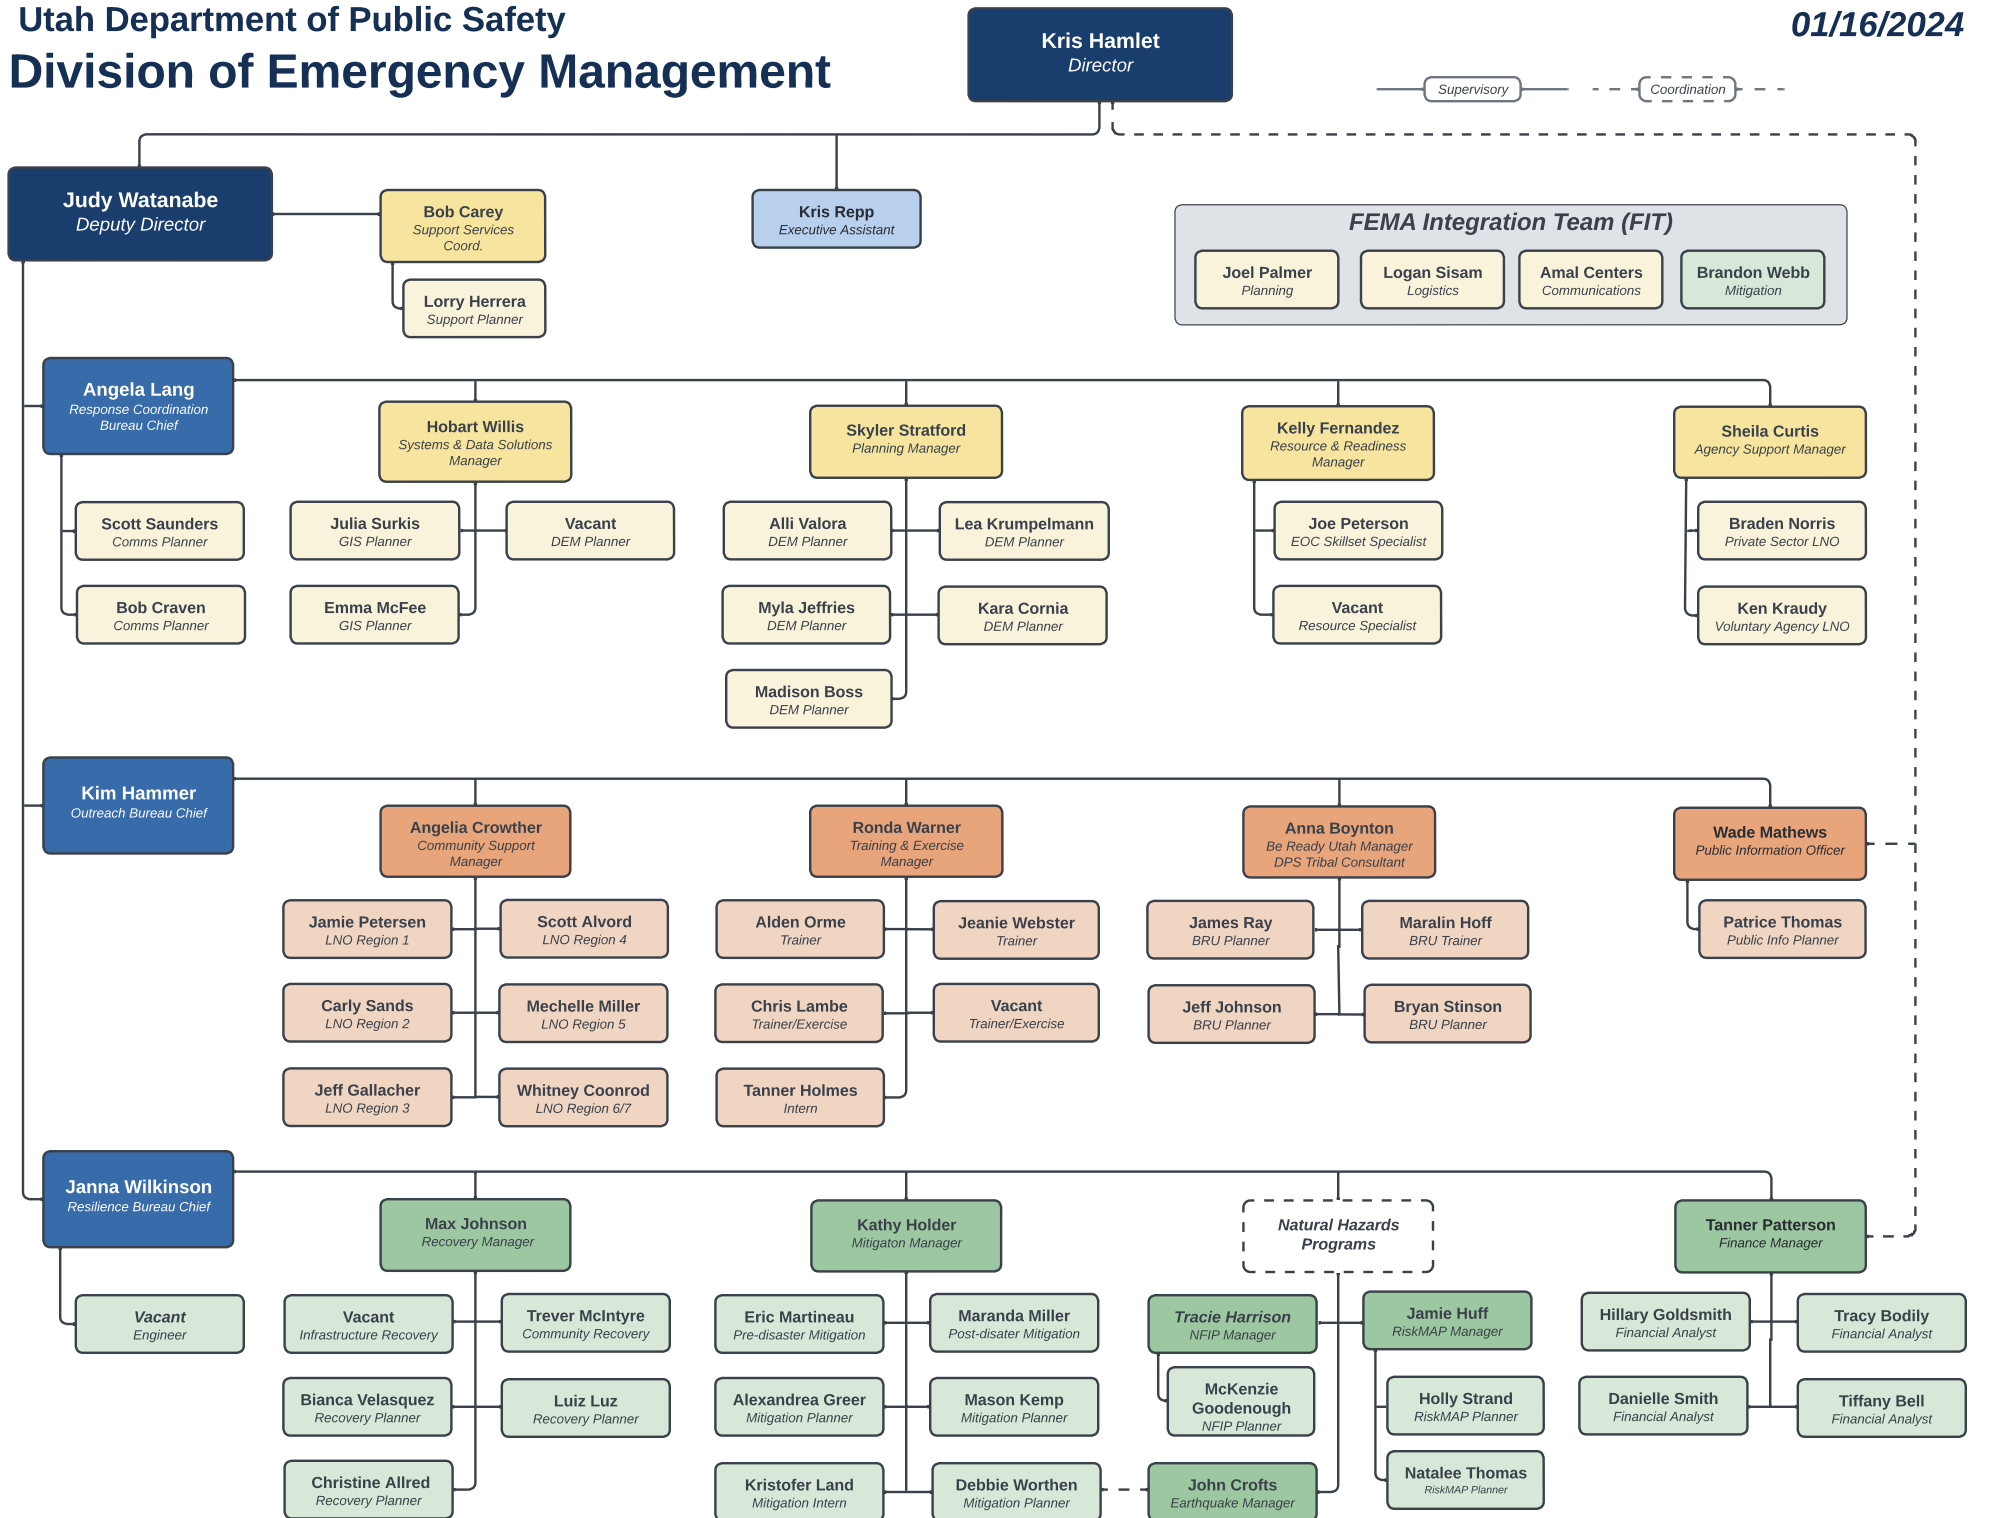 Utah Department of Public Safety
Division of Emergency Management
01/16/2024
Kris Hamlet
Director
Supervisory
Coordination
Judy Watanabe
Deputy Director
Bob Carey
Support Services
Coord.
Lorry Herrera
Support Planner
Kris Repp
Executive Assistant
FEMA Integration Team (FIT)
Joel Palmer
Planning
Logan Sisam
Logistics
Amal Centers
Communications
Brandon Webb
Mitigation
Angela Lang
Response Coordination
Bureau Chief
Scott Saunders
Comms Planner
Bob Craven
Comms Planner
Hobart Willis
Systems & Data Solutions
Manager
Julia Surkis
GIS Planner
Vacant
DEM Planner
Emma McFee
GIS Planner
Skyler Stratford
Planning Manager
Alli Valora
DEM Planner
Lea Krumpelmann
DEM Planner
Myla Jeffries
DEM Planner
Kara Cornia
DEM Planner
Madison Boss
DEM Planner
Kelly Fernandez
Resource & Readiness
Manager
Joe Peterson
EOC Skillset Specialist
Vacant
Resource Specialist
Sheila Curtis
Agency Support Manager
Braden Norris
Private Sector LNO
Ken Kraudy
Voluntary Agency LNO
Kim Hammer
Outreach Bureau Chief
Angelia Crowther
Community Support
Manager
Jamie Petersen
LNO Region 1
Scott Alvord
LNO Region 4
Carly Sands
LNO Region 2
Mechelle Miller
LNO Region 5
Jeff Gallacher
LNO Region 3
Whitney Coonrod
LNO Region 6/7
Ronda Warner
Training & Exercise
Manager
Alden Orme
Trainer
Jeanie Webster
Trainer
Chris Lambe
Trainer/Exercise
Vacant
Trainer/Exercise
Tanner Holmes
Intern
Anna Boynton
Be Ready Utah Manager
DPS Tribal Consultant
James Ray
BRU Planner
Maralin Hoff
BRU Trainer
Jeff Johnson
BRU Planner
Bryan Stinson
BRU Planner
Wade Mathews
Public Information Officer
Patrice Thomas
Public Info Planner
Janna Wilkinson
Resilience Bureau Chief
Vacant
Engineer
Max Johnson
Recovery Manager
Vacant
Infrastructure Recovery
Trever McIntyre
Community Recovery
Bianca Velasquez
Recovery Planner
Luiz Luz
Recovery Planner
Christine Allred
Recovery Planner
Kathy Holder
Mitigaton Manager
Eric Martineau
Pre-disaster Mitigation
Maranda Miller
Post-disater Mitigation
Alexandrea Greer
Mitigation Planner
Mason Kemp
Mitigation Planner
Kristofer Land
Mitigation Intern
Debbie Worthen
Mitigation Planner
Natural Hazards
Programs
Tracie Harrison
NFIP Manager
McKenzie
Goodenough
NFIP Planner
John Crofts
Earthquake Manager
Jamie Huff
RiskMAP Manager
Holly Strand
RiskMAP Planner
Natalee Thomas
RiskMAP Planner
Tanner Patterson
Finance Manager
Hillary Goldsmith
Financial Analyst
Tracy Bodily
Financial Analyst
Danielle Smith
Financial Analyst
Tiffany Bell
Financial Analyst